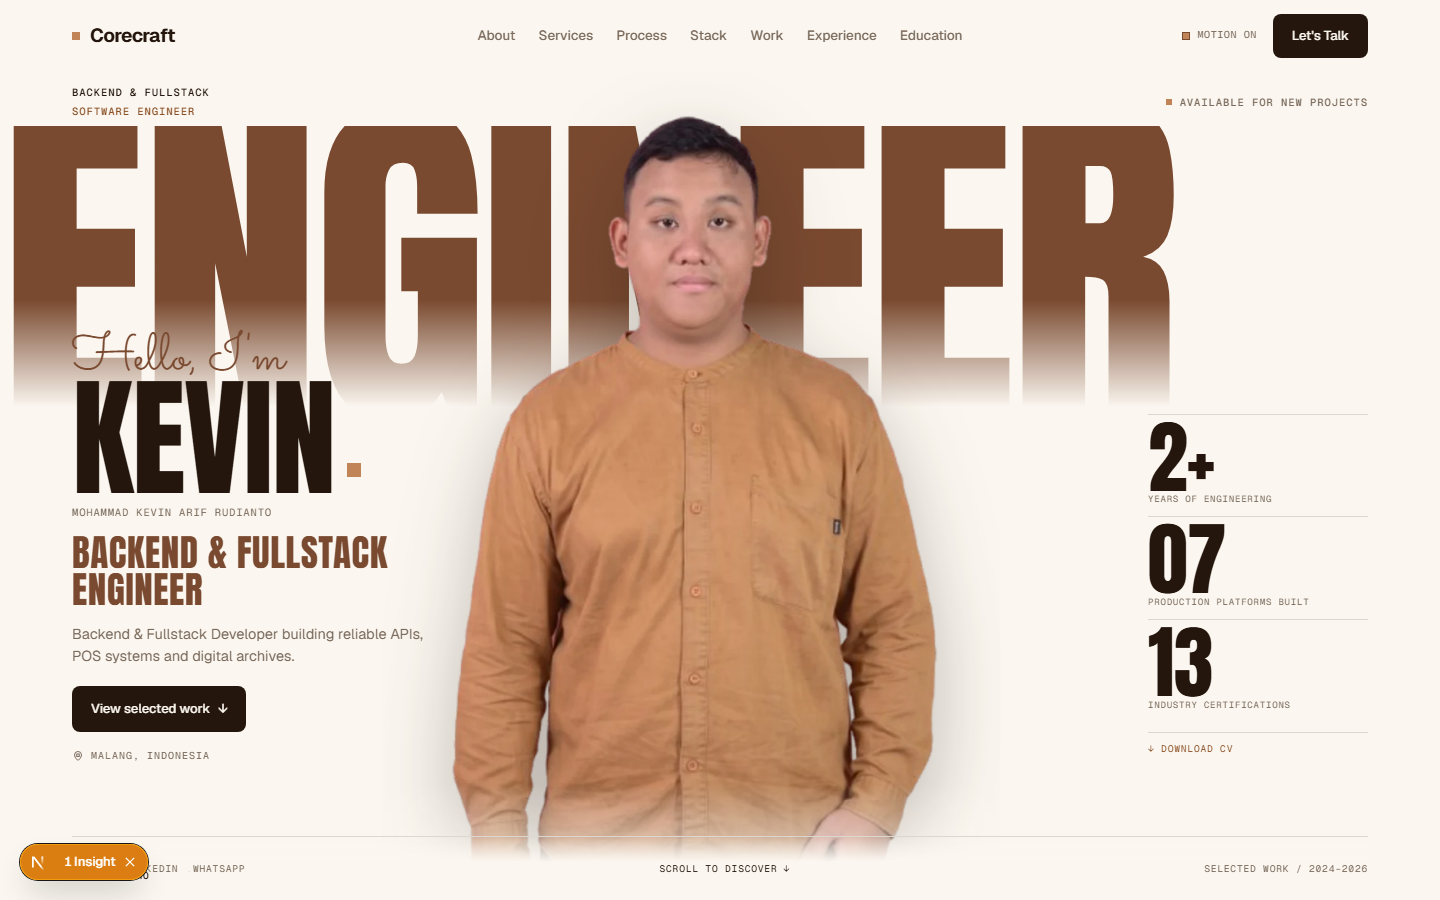 Corecraft
About Services Process Stack Work Experience Education
MOTION ON
Let's Talk
BACKEND & FULLSTACK
SOFTWARE ENGINEER
AVAILABLE FOR NEW PROJECTS
ENGINEER
Hello, I'm
KEVIN
MOHAMMAD KEVIN ARIF RUDIANTO
BACKEND & FULLSTACK
ENGINEER
Backend & Fullstack Developer building reliable APIs,
POS systems and digital archives.
View selected work ↓
MALANG, INDONESIA
2+
YEARS OF ENGINEERING
07
PRODUCTION PLATFORMS BUILT
13
INDUSTRY CERTIFICATIONS
↓ DOWNLOAD CV
N 1 Insight
WHATSAPP
SCROLL TO DISCOVER ↓
SELECTED WORK / 2024–2026